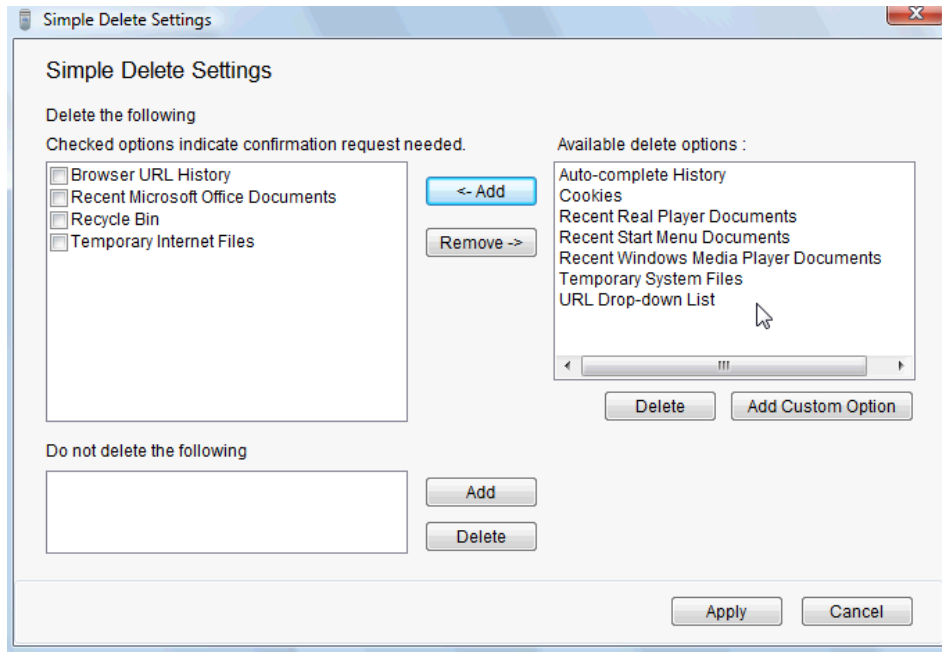 Simple Delete Settings
Simple Delete Settings
Delete the following
Checked options indicate confirmation request needed.
Browser URL History
Recent Microsoft Office Documents
Recycle Bin
Temporary Internet Files
<- Add
Remove ->
Available delete options :
Auto-complete History
Cookies
Recent Real Player Documents
Recent Start Menu Documents
Recent Windows Media Player Documents
Temporary System Files
URL Drop-down List
Delete
Add Custom Option
Do not delete the following
Add
Delete
Apply
Cancel